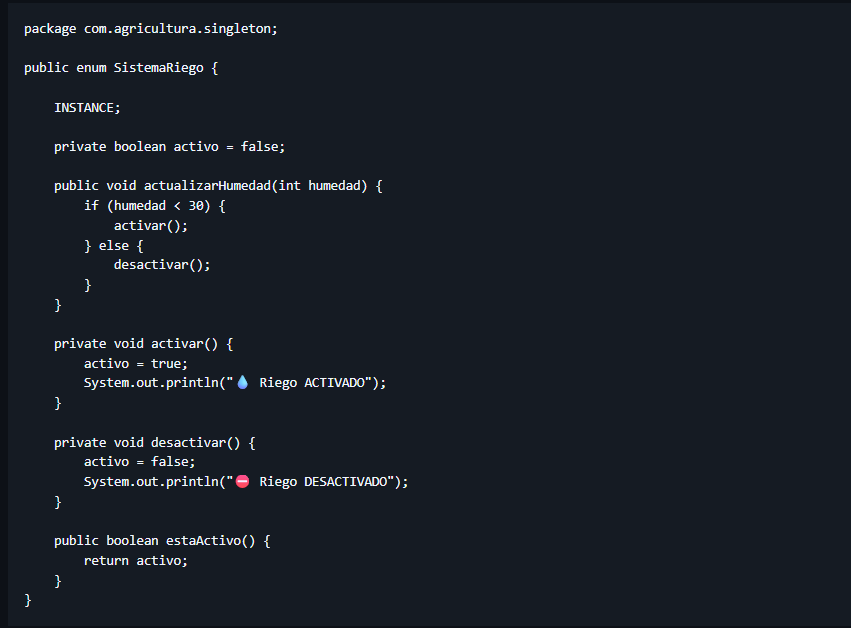 package com.agricultura.singleton;
public enum SistemaRiego {
INSTANCE;
private boolean activo = false;
public void actualizarHumedad(int humedad) {
if (humedad < 30) {
activar();
} else {
desactivar();
}
}
private void activar() {
activo = true;
System.out.println("💧 Riego ACTIVADO");
}
private void desactivar() {
activo = false;
System.out.println("⛔ Riego DESACTIVADO");
}
public boolean estaActivo() {
return activo;
}
}